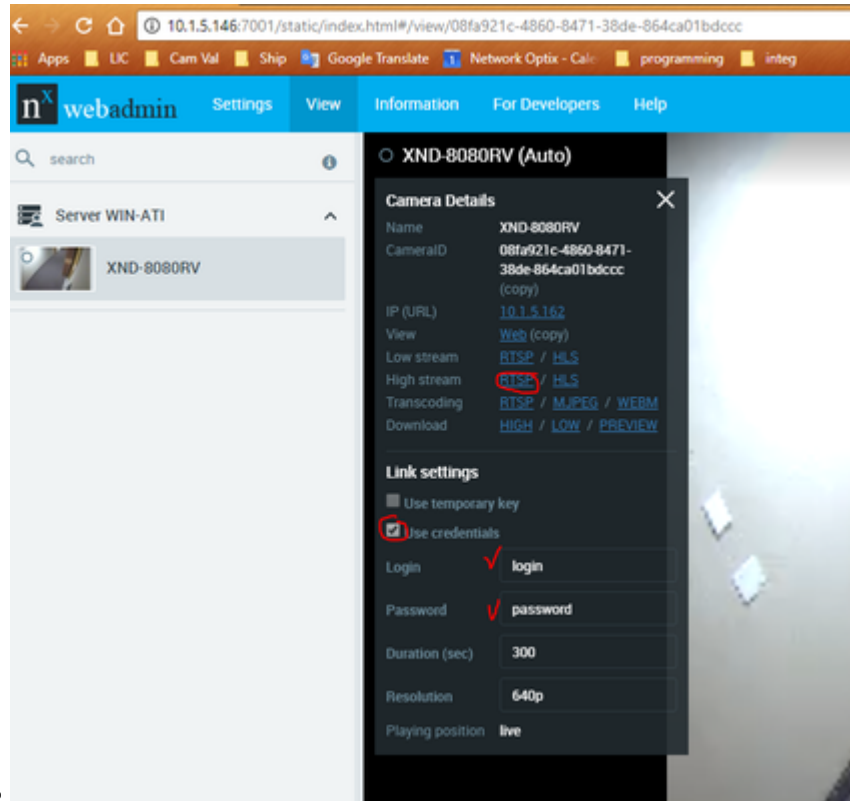 10.1.5.146:7001/static/index.html#/view/08fa921c-4860-8471-38de-864ca01bdccc
Apps LIC Cam Val Ship Google Translate Network Optix - Cale programming integ
nx webadmin Settings View Information For Developers Help
search
XND-8080RV (Auto)
Server WIN-ATI
XND-8080RV
Camera Details
Name XND-8080RV
CameraID 08fa921c-4860-8471-
38de-864ca01bdccc
(copy)
IP (URL) 10.1.5.162
View Web (copy)
Low stream RTSP / HLS
High stream RTSP / HLS
Transcoding RTSP / MJPEG / WEBM
Download HIGH / LOW / PREVIEW
Link settings
Use temporary key
Use credentials
Login login
Password password
Duration (sec) 300
Resolution 640p
Playing position live